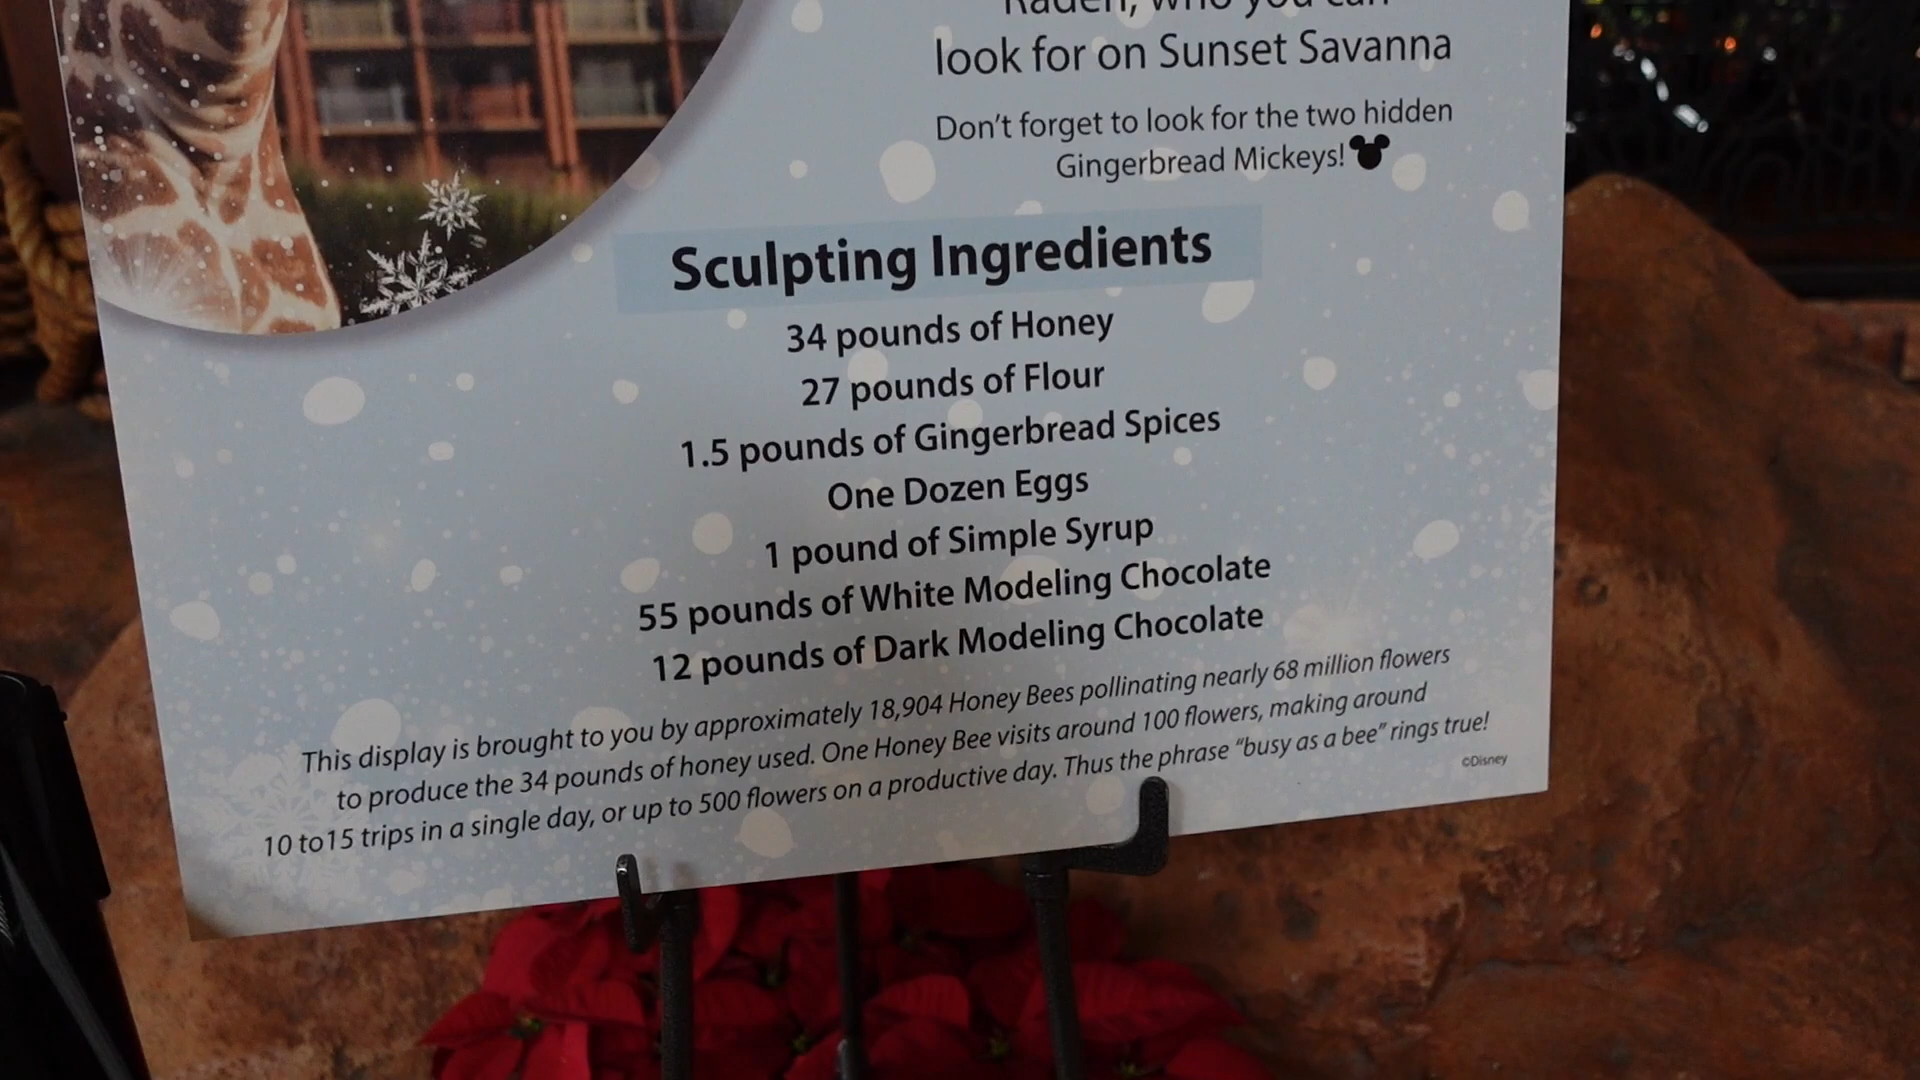 Raden, who you can
look for on Sunset Savanna
Don't forget to look for the two hidden
Gingerbread Mickeys!
Sculpting Ingredients
34 pounds of Honey
27 pounds of Flour
1.5 pounds of Gingerbread Spices
One Dozen Eggs
1 pound of Simple Syrup
55 pounds of White Modeling Chocolate
12 pounds of Dark Modeling Chocolate
This display is brought to you by approximately 18,904 Honey Bees pollinating nearly 68 million flowers
to produce the 34 pounds of honey used. One Honey Bee visits around 100 flowers, making around
10 to15 trips in a single day, or up to 500 flowers on a productive day. Thus the phrase “busy as a bee” rings true!
©Disney